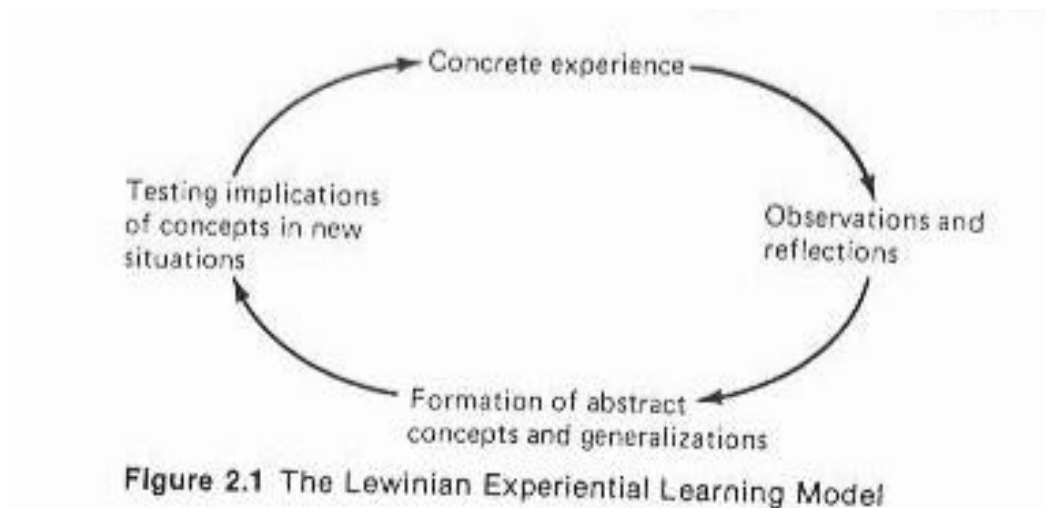 Concrete experience
Testing implications
of concepts in new
situations
Observations and
reflections
Formation of abstract
concepts and generalizations
Figure 2.1 The Lewinian Experiential Learning Model